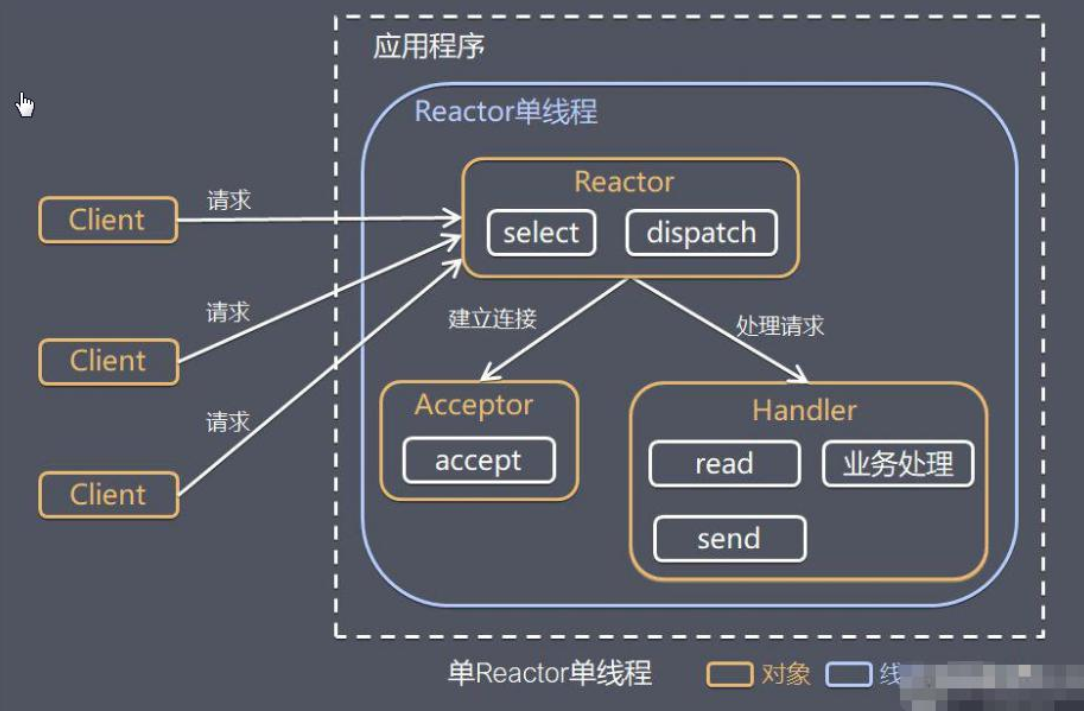 应用程序
Reactor单线程
Reactor
select
dispatch
Client
请求
Client
请求
Client
请求
建立连接
处理请求
Acceptor
accept
Handler
read
业务处理
send
单Reactor单线程
对象
线